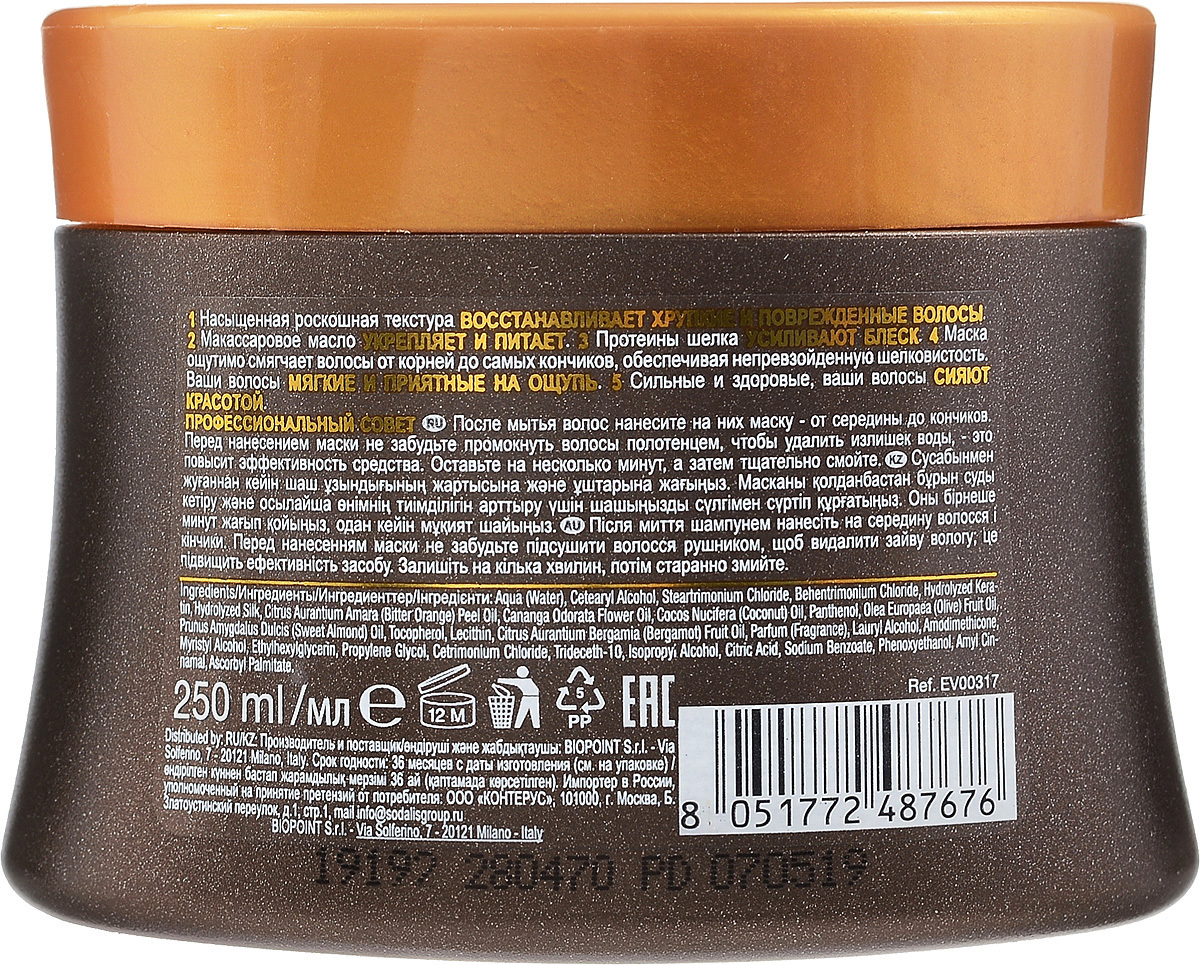 1 Насыщенная роскошная текстура ВОССТАНАВЛИВАЕТ ХРУПКИЕ И ПОВРЕЖДЕННЫЕ ВОЛОСЫ
2 Макассаровое масло УКРЕПЛЯЕТ И ПИТАЕТ. 3 Протеины шелка УСИЛИВАЮТ БЛЕСК 4 Маска
ощутимо смягчает волосы от корней до самых кончиков, обеспечивая непревзойденную шелковистость.
Ваши волосы МЯГКИЕ И ПРИЯТНЫЕ НА ОЩУПЬ. 5 Сильные и здоровые, ваши волосы СИЯЮТ
КРАСОТОЙ.
ПРОФЕССИОНАЛЬНЫЙ СОВЕТ RU После мытья волос нанесите на них маску - от середины до кончиков.
Перед нанесением маски не забудьте промокнуть волосы полотенцем, чтобы удалить излишек воды, - это
повысит эффективность средства. Оставьте на несколько минут, а затем тщательно смойте. KZ Сусабынмен
жуғаннан кейін шаш ұзындығының жартысына және ұштарына жағыңыз. Масканы қолданбастан бұрын суды
кетіру және осылайша өнімнің тиімділігін арттыру үшін шашыңызды сүлгімен сүртіп құрғатыңыз. Оны бірнеше
минут жағып қойыңыз, одан кейін мұқият шайыңыз. AU Після миття шампунем нанесіть на середину волосся і
кінчики. Перед нанесенням маски не забудьте підсушити волосся рушником, щоб видалити зайву вологу; це
підвищить ефективність засобу. Залишіть на кілька хвилин, потім старанно змийте.
Ingredients/Ингредиенты/Ингредиенттер/Інгредієнти: Aqua (Water), Cetearyl Alcohol, Steartrimonium Chloride, Behentrimonium Chloride, Hydrolyzed Kera-
tin, Hydrolyzed Silk, Citrus Aurantium Amara (Bitter Orange) Peel Oil, Cananga Odorata Flower Oil, Cocos Nucifera (Coconut) Oil, Panthenol, Olea Europaea (Olive) Fruit Oil,
Prunus Amygdalus Dulcis (Sweet Almond) Oil, Tocopherol, Lecithin, Citrus Aurantium Bergamia (Bergamot) Fruit Oil, Parfum (Fragrance), Lauryl Alcohol, Amodimethicone,
Myristyl Alcohol, Ethylhexylglycerin, Propylene Glycol, Cetrimonium Chloride, Trideceth-10, Isopropyl Alcohol, Citric Acid, Sodium Benzoate, Phenoxyethanol, Amyl Cin-
namal, Ascorbyl Palmitate.
250 ml/мл e 12 M 5 PP EAC
Ref. EV00317
Distributed by: RU/KZ: Производитель и поставщик/өндіруші және жабдықтаушы: BIOPOINT S.r.l. - Via
Solferino, 7 - 20121 Milano, Italy. Срок годности: 36 месяцев с даты изготовления (см. на упаковке) /
өндірілген күннен бастап жарамдылық мерзімі 36 ай (қаптамада көрсетілген). Импортер в России,
уполномоченный на принятие претензий от потребителя: ООО «КОНТЕРУС», 101000, г. Москва, Б.
Златоустинский переулок, д.1, стр.1, mail.info@sodalisgroup.ru
BIOPOINT S.r.l. - Via Solferino, 7 - 20121 Milano - Italy
8 051772 487676
19197 280470 PD 070519